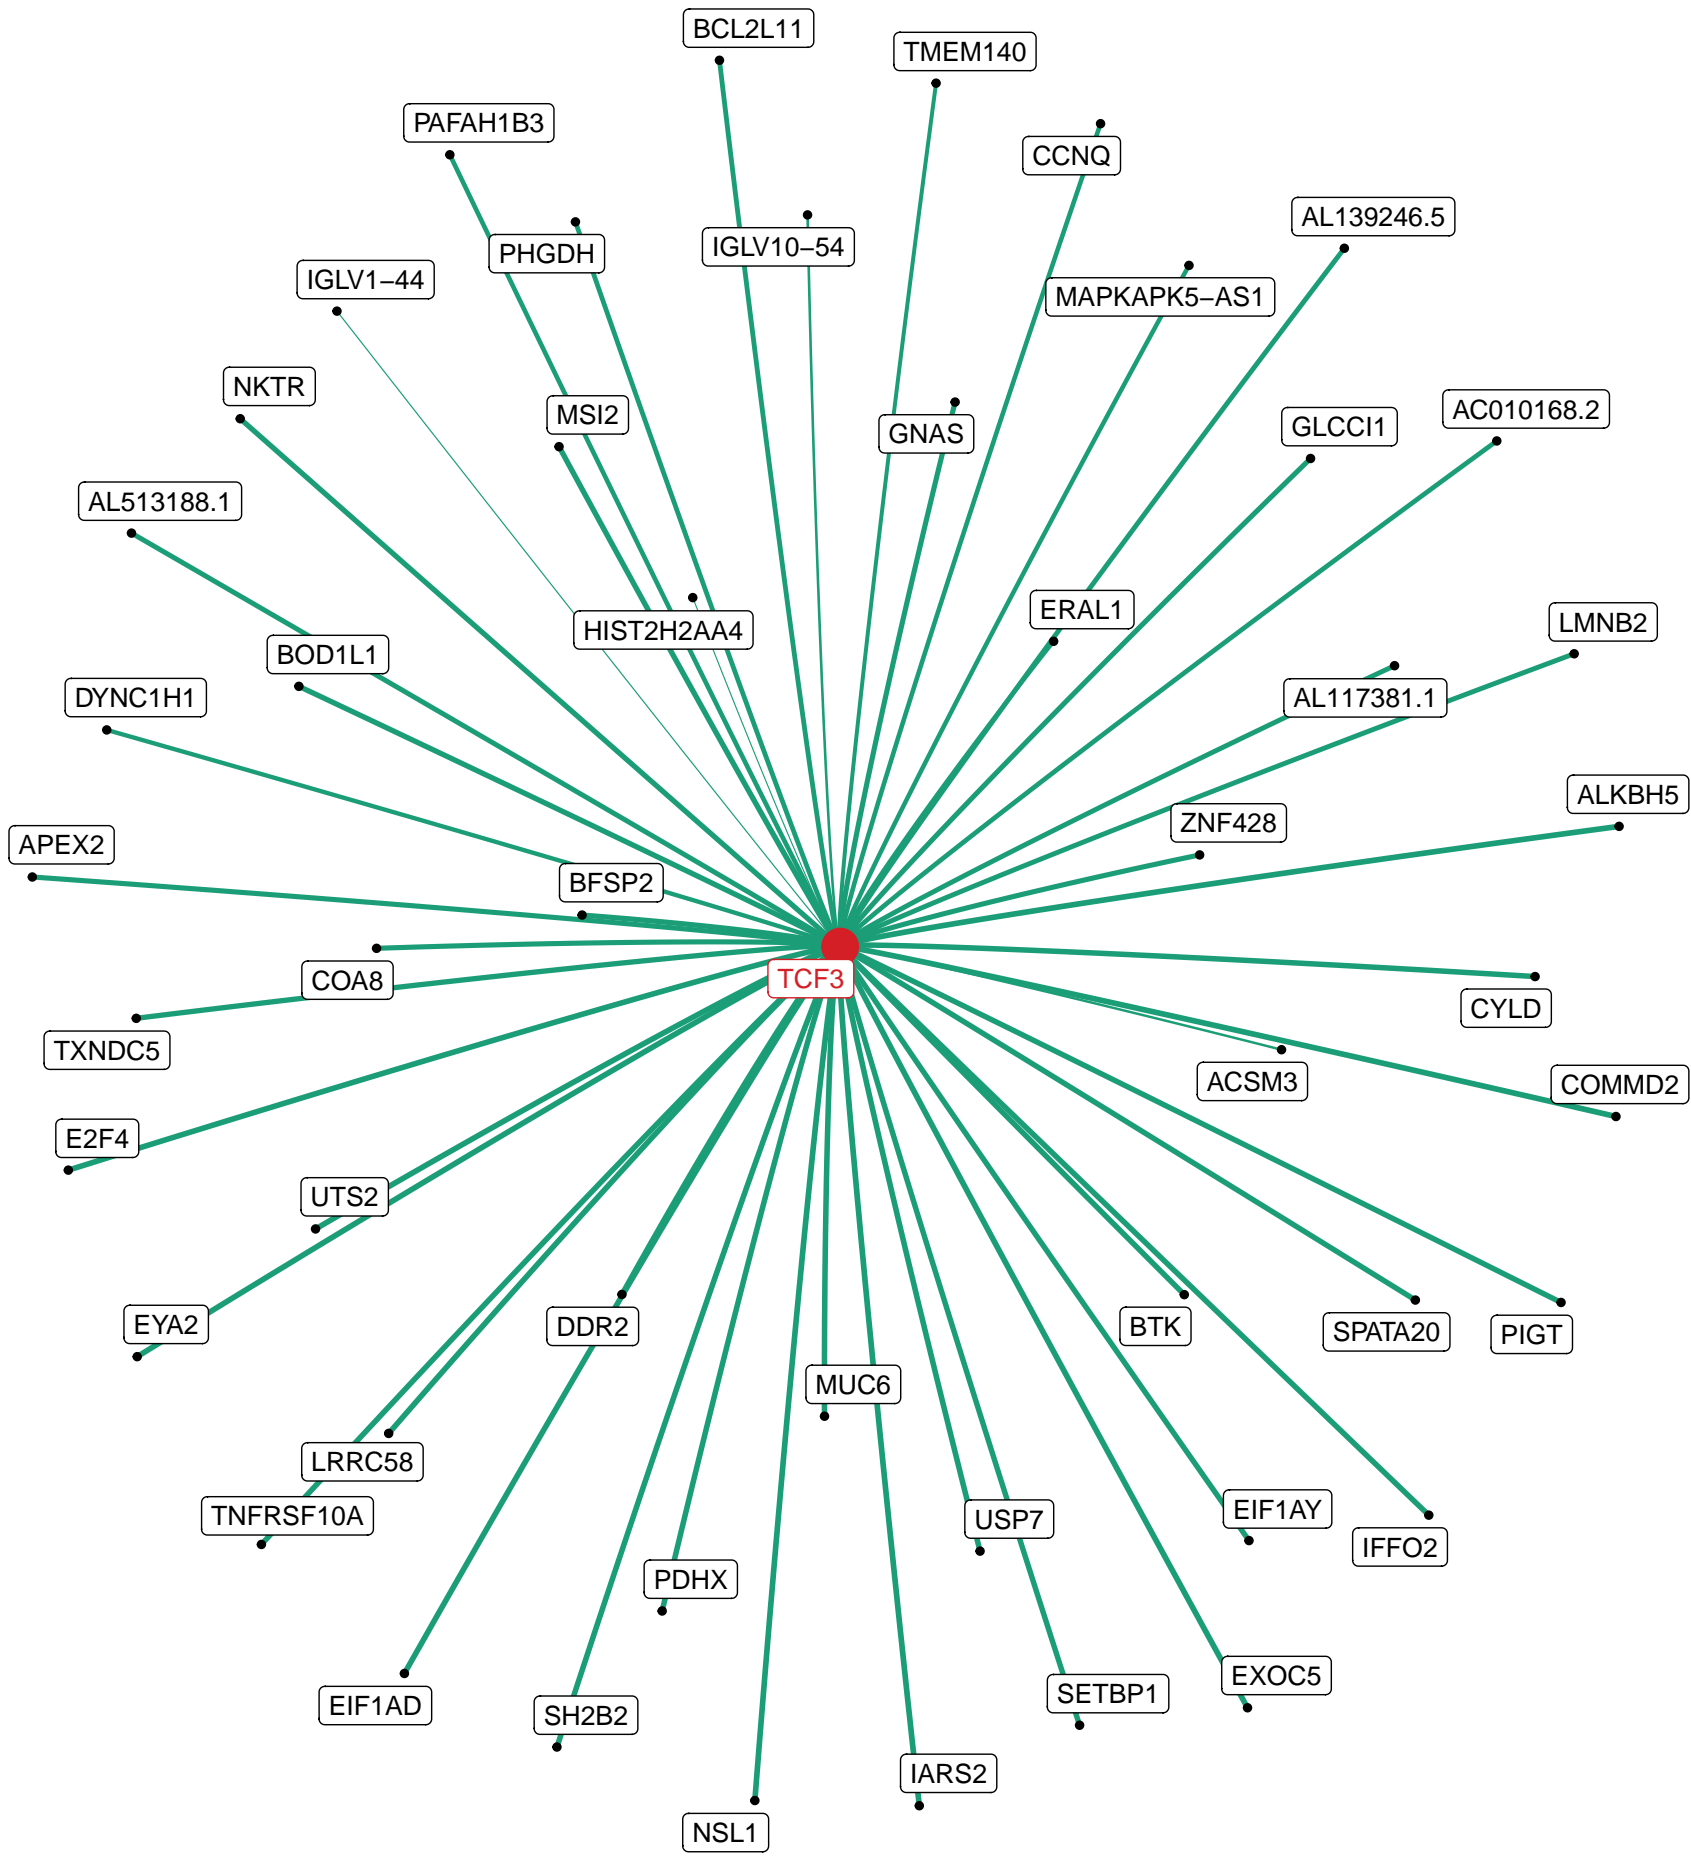 BCL2L11
TMEM140
PAFAH1B3
CCNQ
AL139246.5
IGLV10−54
PHGDH
IGLV1−44
MAPKAPK5−AS1
NKTR
AC010168.2
MSI2
GLCCI1
GNAS
AL513188.1
ERAL1
LMNB2
HIST2H2AA4
BOD1L1
DYNC1H1
AL117381.1
ALKBH5
ZNF428
APEX2
BFSP2
TCF3
COA8
CYLD
TXNDC5
ACSM3
COMMD2
E2F4
UTS2
EYA2
DDR2
BTK
SPATA20
PIGT
MUC6
LRRC58
EIF1AY
TNFRSF10A
USP7
IFFO2
PDHX
EXOC5
SETBP1
EIF1AD
SH2B2
IARS2
NSL1